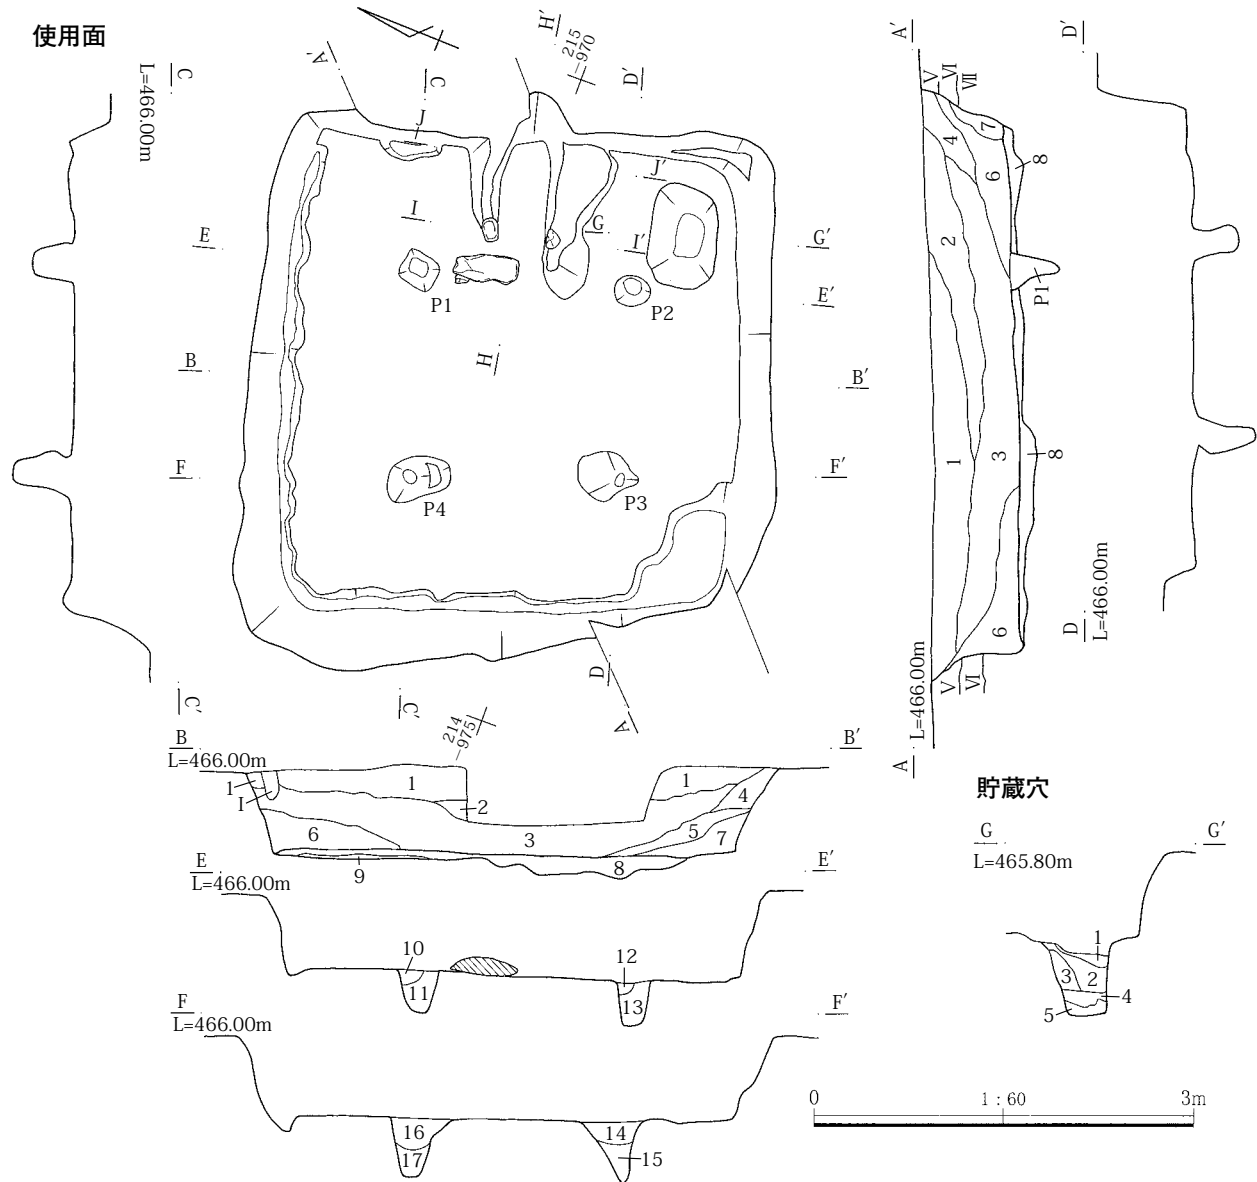 使用面
C
L=466.00m
A′
C
J
H′
215
-970
D′
A′
D′
V
VI
VII
J′
I
G
I′
E
G′
E′
P1
P2
H
B
B′
F
F′
P4
P3
4
7
6
8
2
P1
1
3
8
6
V
VI
A
L=466.00m
D
L=466.00m
C′
C′
214
-975
D
A
B
L=466.00m
B′
1
I
1
2
1
4
6
3
5
7
9
8
E
L=466.00m
E′
10
11
12
13
F
L=466.00m
F′
16
17
14
15
貯蔵穴
G
L=465.80m
G′
1
3
2
4
5
0
1：60
3m